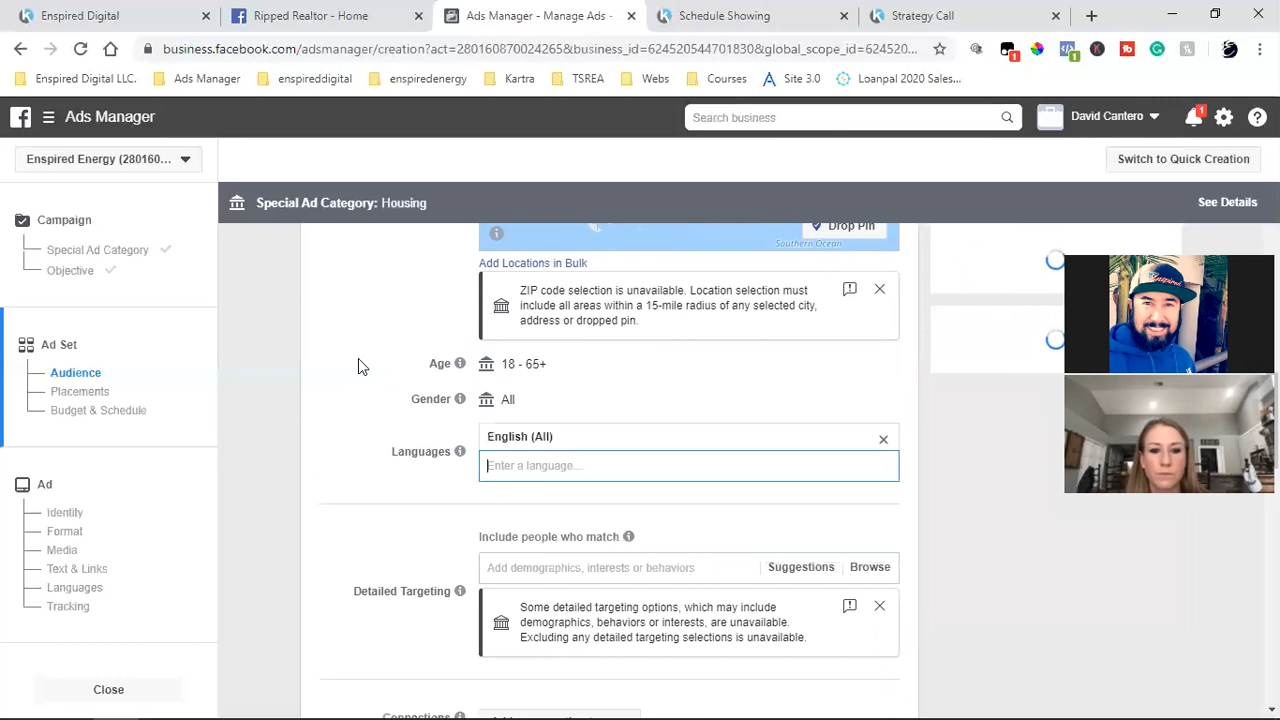 Enspired Digital
Ripped Realtor - Home
Ads Manager - Manage Ads -
Schedule Showing
Strategy Call
business.facebook.com/adsmanager/creation?act=280160870024265&business_id=624520544701830&global_scope_id=62452...
Enspired Digital LLC.
Ads Manager
enspireddigital
enspiredenergy
Kartra
TSREA
Webs
Courses
Site 3.0
Loanpal 2020 Sales...
Ads Manager
Search business
David Cantero
1
Enspired Energy (280160...
Switch to Quick Creation
Special Ad Category: Housing
See Details
Campaign
Special Ad Category
Objective
Ad Set
Audience
Placements
Budget & Schedule
Ad
Identity
Format
Media
Text & Links
Languages
Tracking
Close
Drop Pin
Southern Ocean
Add Locations in Bulk
ZIP code selection is unavailable. Location selection must
include all areas within a 15-mile radius of any selected city,
address or dropped pin.
Age
18 - 65+
Gender
All
Languages
English (All)
Enter a language...
Include people who match
Add demographics, interests or behaviors
Suggestions
Browse
Detailed Targeting
Some detailed targeting options, which may include
demographics, behaviors or interests, are unavailable.
Excluding any detailed targeting selections is unavailable.